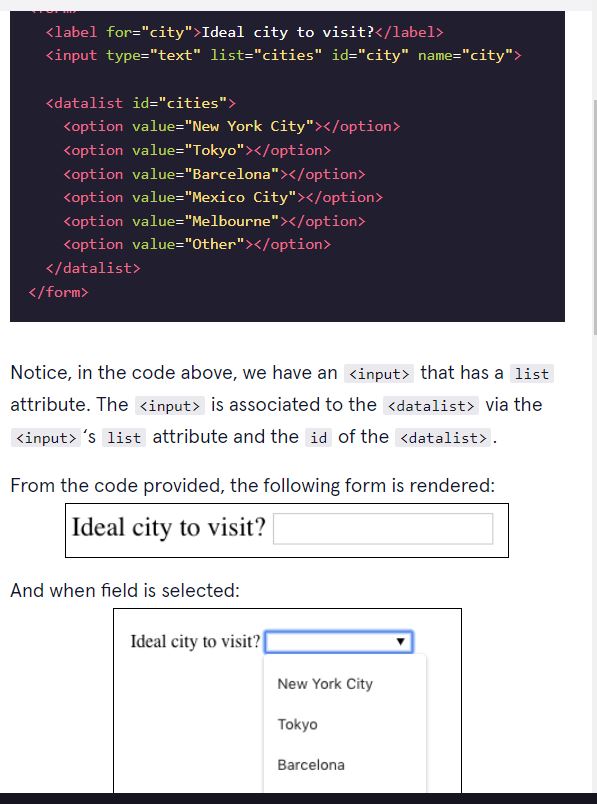 <label for="city">Ideal city to visit?</label>
<input type="text" list="cities" id="city" name="city">
<datalist id="cities">
<option value="New York City"></option>
<option value="Tokyo"></option>
<option value="Barcelona"></option>
<option value="Mexico City"></option>
<option value="Melbourne"></option>
<option value="Other"></option>
</datalist>
</form>
Notice, in the code above, we have an <input> that has a list
attribute. The <input> is associated to the <datalist> via the
<input>‘s list attribute and the id of the <datalist>.
From the code provided, the following form is rendered:
Ideal city to visit?
And when field is selected:
Ideal city to visit?
New York City
Tokyo
Barcelona